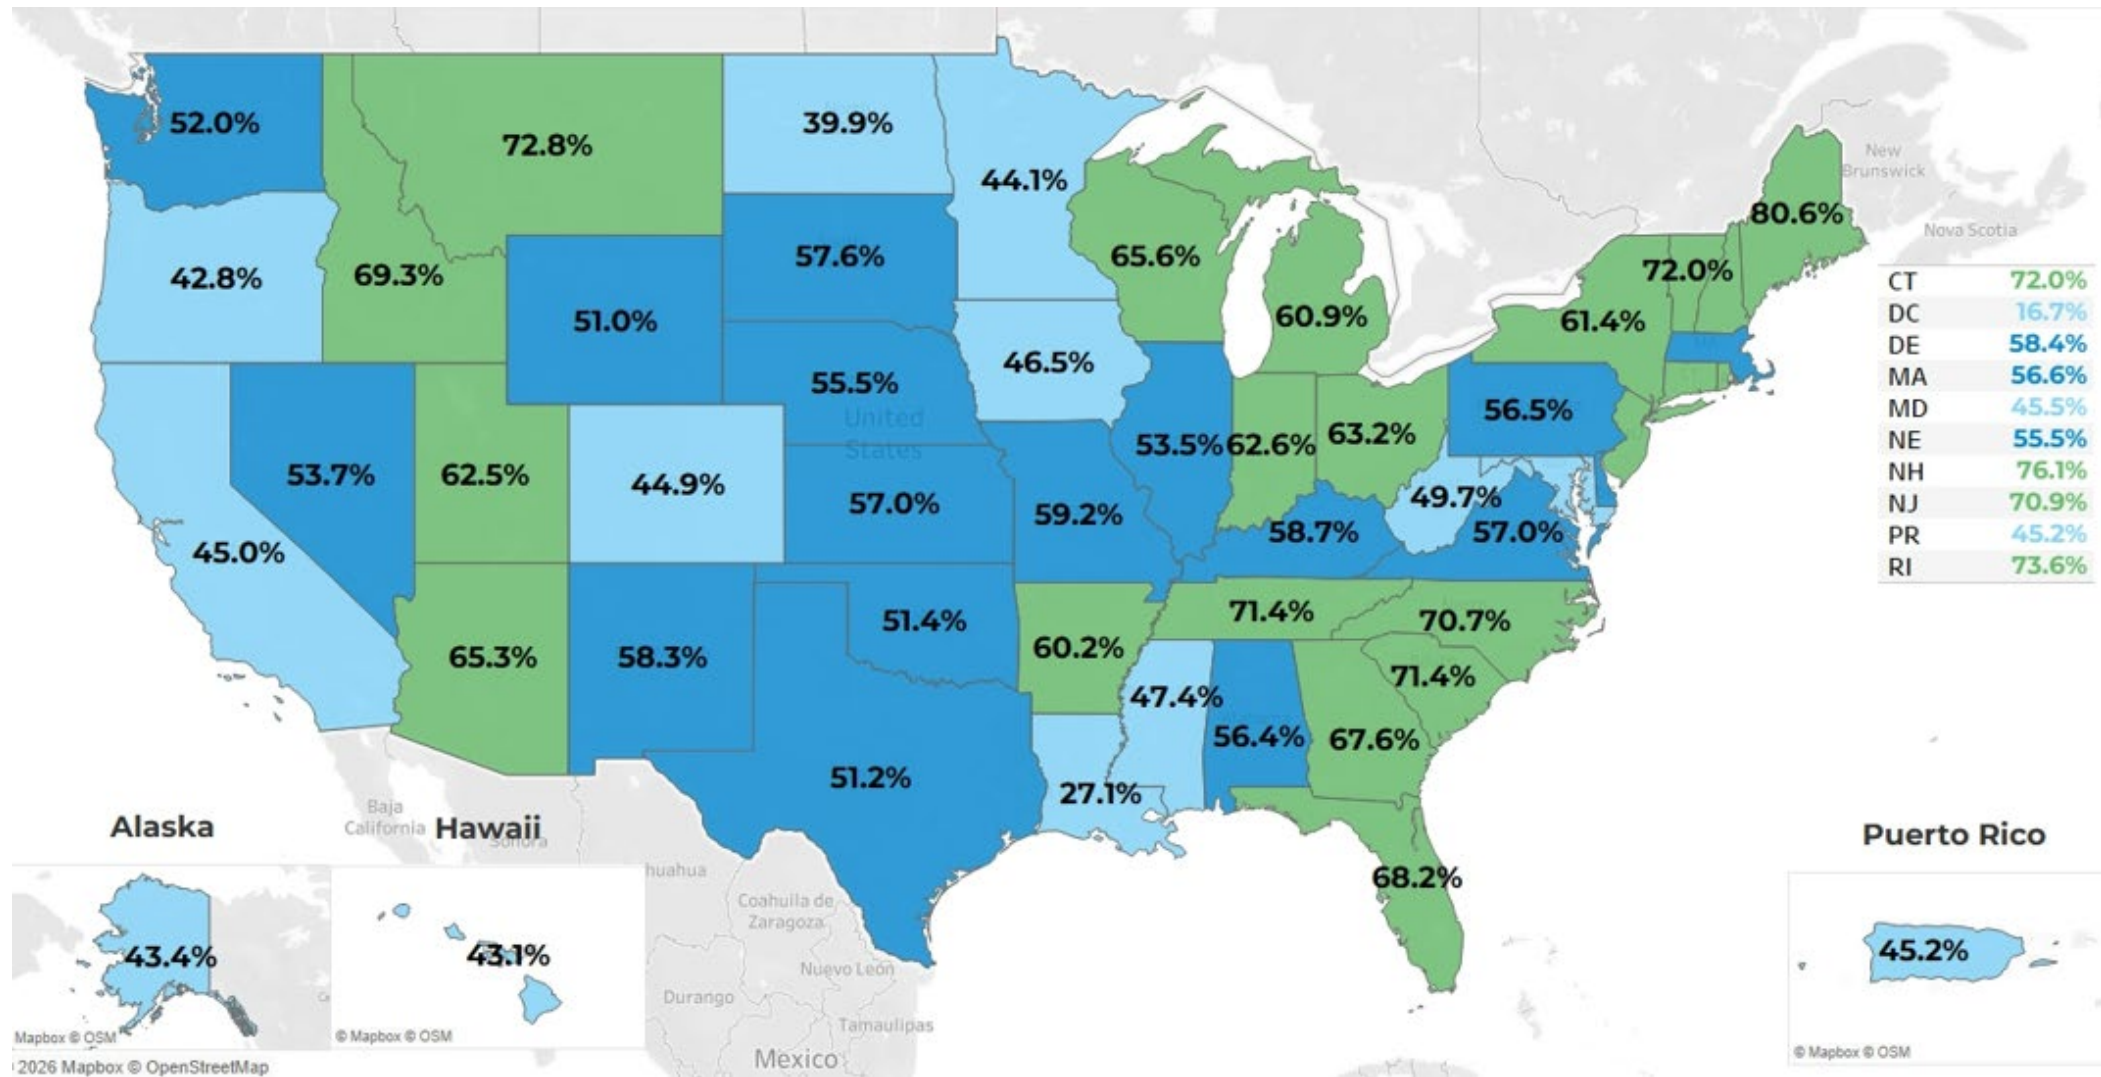 52.0%
72.8%
39.9%
44.1%
New
Brunswick
80.6%
Nova Scotia
42.8%
69.3%
51.0%
57.6%
65.6%
60.9%
72.0%
61.4%
CT 72.0%
DC 16.7%
DE 58.4%
MA 56.6%
MD 45.5%
NE 55.5%
NH 76.1%
NJ 70.9%
PR 45.2%
RI 73.6%
46.5%
55.5%
United
States
56.5%
53.7%
62.5%
44.9%
57.0%
59.2%
53.5%
62.6%
63.2%
49.7%
58.7%
57.0%
45.0%
65.3%
58.3%
51.4%
60.2%
71.4%
70.7%
71.4%
47.4%
56.4%
67.6%
51.2%
27.1%
68.2%
Baja
California
Sonora
huahua
Coahuila de
Zaragoza
Nuevo León
Durango
Tamaulipas
Mexico
Alaska
43.4%
Mapbox © OSM
Hawaii
43.1%
© Mapbox © OSM
Puerto Rico
45.2%
© Mapbox © OSM
2026 Mapbox © OpenStreetMap